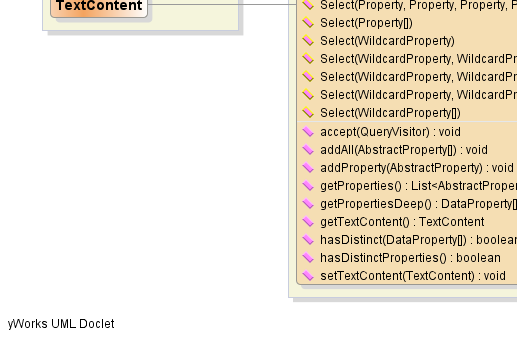 TextContent
Select(Property, Property, Property, P
Select(Property[])
Select(WildcardProperty)
Select(WildcardProperty, WildcardPr
Select(WildcardProperty, WildcardPr
Select(WildcardProperty, WildcardPr
Select(WildcardProperty[])
accept(QueryVisitor) : void
addAll(AbstractProperty[]) : void
addProperty(AbstractProperty) : void
getProperties() : List<AbstractProper
getPropertiesDeep() : DataProperty[]
getTextContent() : TextContent
hasDistinct(DataProperty[]) : boolean
hasDistinctProperties() : boolean
setTextContent(TextContent) : void
yWorks UML Doclet